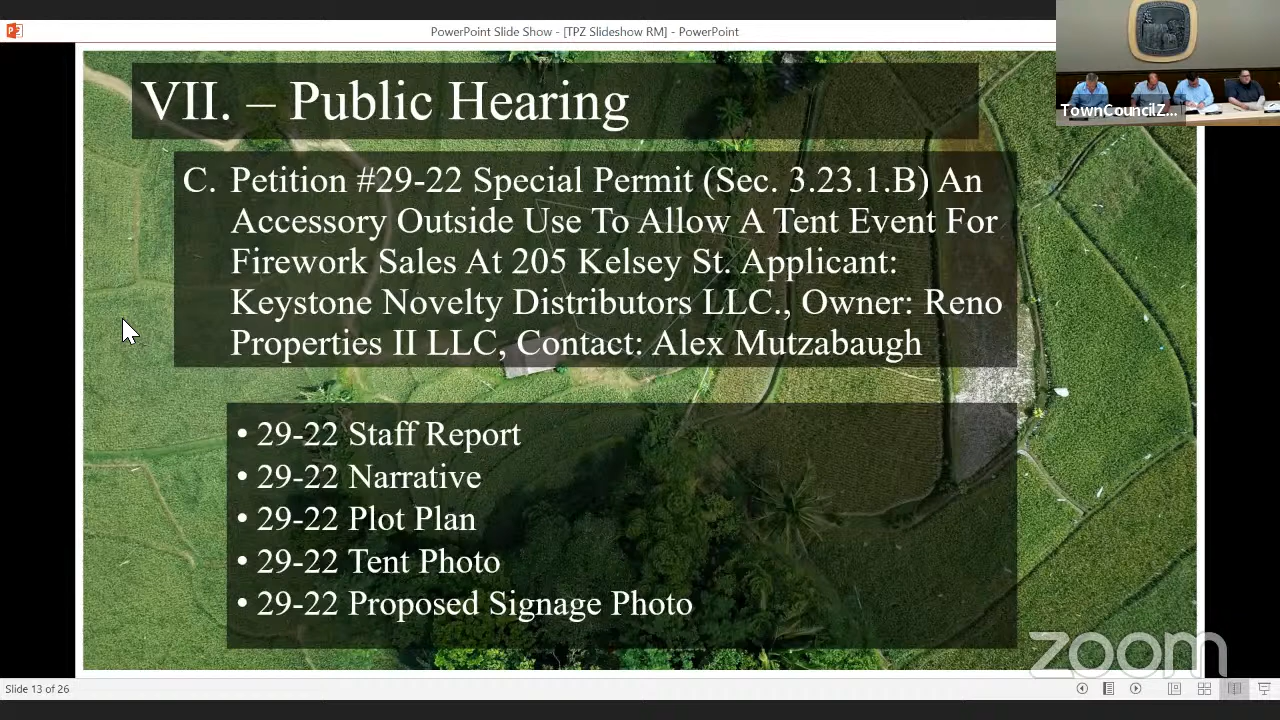 PowerPoint Slide Show - [TPZ Slideshow RM] - PowerPoint
TownCouncilZ...
VII. – Public Hearing
C. Petition #29-22 Special Permit (Sec. 3.23.1.B) An
Accessory Outside Use To Allow A Tent Event For
Firework Sales At 205 Kelsey St. Applicant:
Keystone Novelty Distributors LLC., Owner: Reno
Properties II LLC, Contact: Alex Mutzabaugh
• 29-22 Staff Report
• 29-22 Narrative
• 29-22 Plot Plan
• 29-22 Tent Photo
• 29-22 Proposed Signage Photo
zoom
Slide 13 of 26